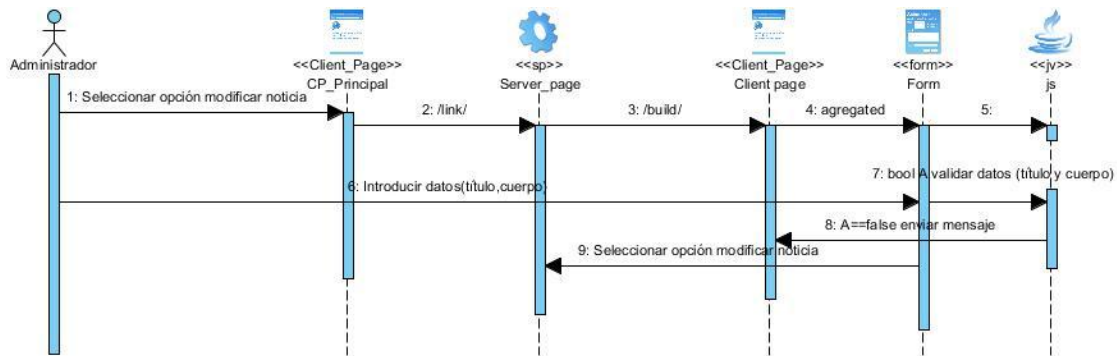 Administrador
<<Client_Page>>
CP_Principal
<<sp>>
Server_page
<<Client_Page>>
Client page
<<form>>
Form
<<jv>>
js
1: Seleccionar opción modificar noticia
2: /link/
3: /build/
4: agregated
5:
6: Introducir datos(título,cuerpo)
7: bool A validar datos (título y cuerpo)
8: A==false enviar mensaje
9: Seleccionar opción modificar noticia